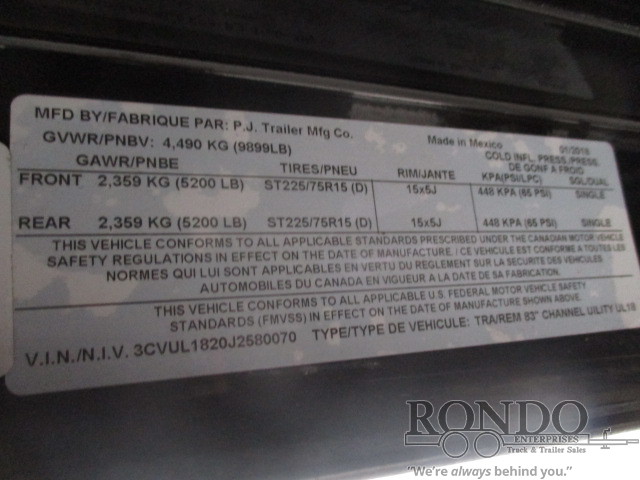 MFD BY/FABRIQUE PAR: P.J. Trailer Mfg Co. Made in Mexico 01/2018
GVWR/PNBV: 4,490 KG (9899LB) COLD INFL. PRESS./PRESE.
DE GONF A FROID
GAWR/PNBE TIRES/PNEU RIM/JANTE KPA(PSI/LPC) SGL/DUAL
FRONT 2,359 KG (5200 LB) ST225/75R15 (D) 15x5J 448 KPA (65 PSI) SINGLE
REAR 2,359 KG (5200 LB) ST225/75R15 (D) 15x5J 448 KPA (65 PSI) SINGLE
THIS VEHICLE CONFORMS TO ALL APPLICABLE STANDARDS PRESCRIBED UNDER THE CANADIAN MOTOR VEHICLE
SAFETY REGULATIONS IN EFFECT ON THE DATE OF MANUFACTURE. / CE VEHICULE EST CONFORME A TOUTES LES
NORMES QUI LUI SONT APPLICABLES EN VERTU DU REGLEMENT SUR LA SECURITE DES VEHICULES
AUTOMOBILES DU CANADA EN VIGUEUR A LA DATE DE SA FABRICATION.
THIS VEHICLE CONFORMS TO ALL APPLICABLE U.S. FEDERAL MOTOR VEHICLE SAFETY
STANDARDS (FMVSS) IN EFFECT ON THE DATE OF MANUFACTURE SHOWN ABOVE.
V.I.N./N.I.V. 3CVUL1820J2580070 TYPE/TYPE DE VEHICULE: TRA/REM 83" CHANNEL UILITY UL18
RONDO
ENTERPRISES
Truck & Trailer Sales
"We're always behind you."